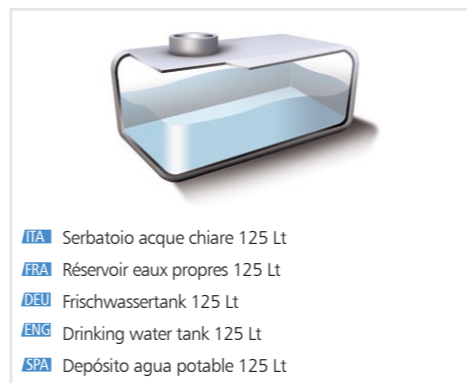 ITA Serbatoio acque chiare 125 Lt
FRA Réservoir eaux propres 125 Lt
DEU Frischwassertank 125 Lt
ENG Drinking water tank 125 Lt
SPA Depósito agua potable 125 Lt